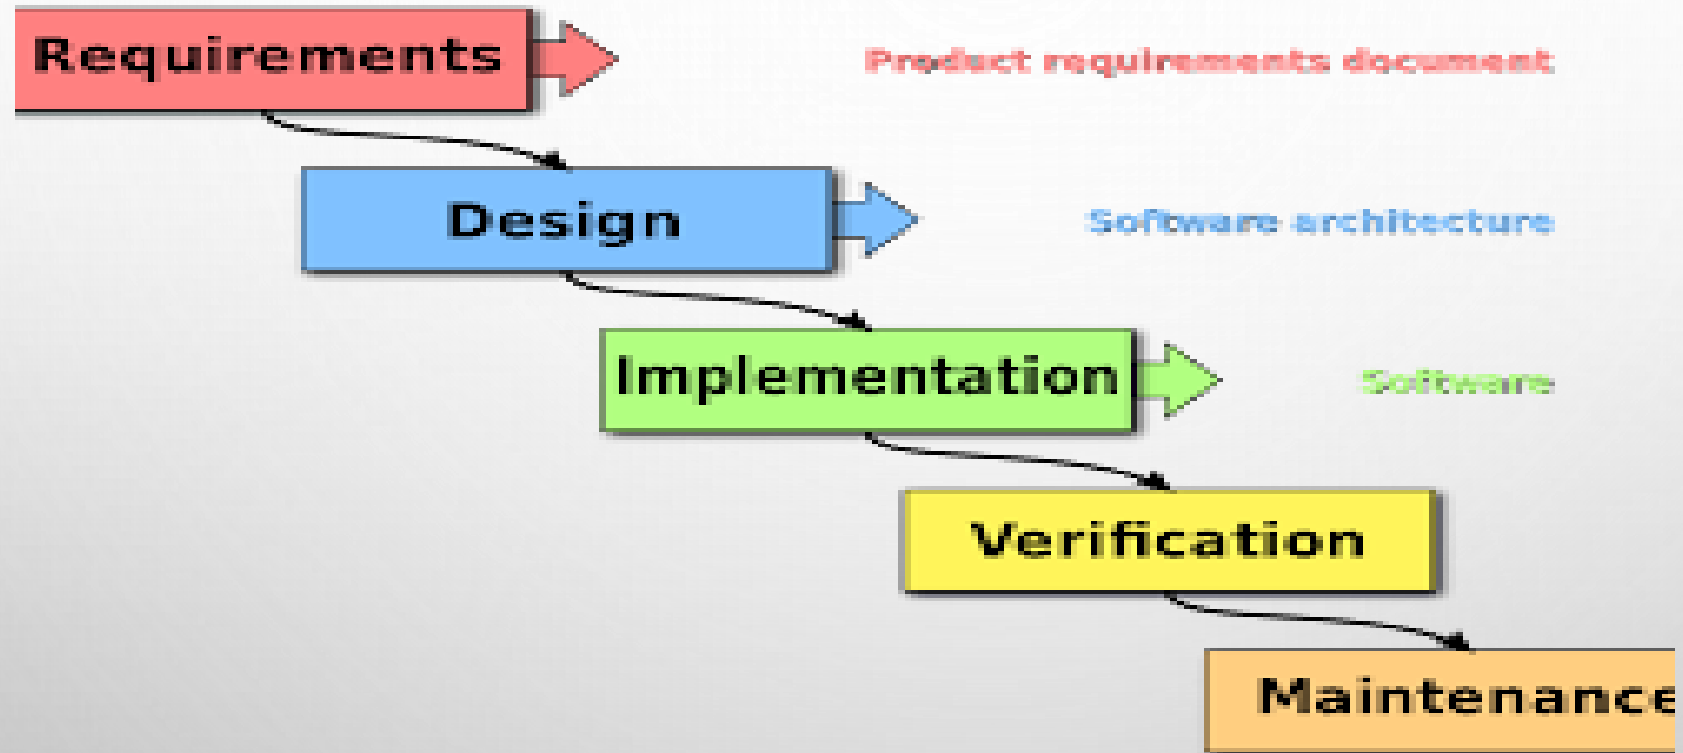 Requirements
Product requirements document
Design
Software architecture
Implementation
Software
Verification
Maintenance